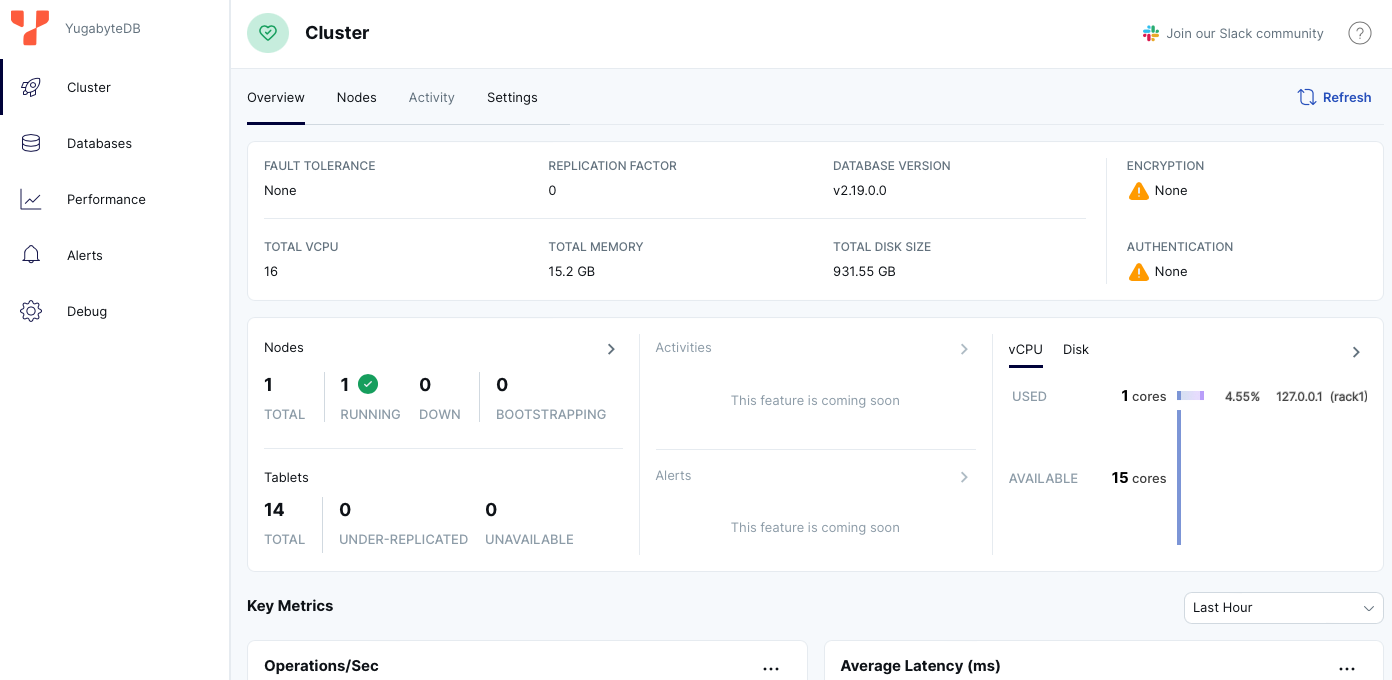 YugabyteDB
Cluster
Databases
Performance
Alerts
Debug
Cluster
Join our Slack community
?
Overview Nodes Activity Settings
Refresh
FAULT TOLERANCE REPLICATION FACTOR DATABASE VERSION ENCRYPTION
None 0 v2.19.0.0 None
TOTAL VCPU TOTAL MEMORY TOTAL DISK SIZE AUTHENTICATION
16 15.2 GB 931.55 GB None
Nodes
1 1 0 0
TOTAL RUNNING DOWN BOOTSTRAPPING
Tablets
14 0 0
TOTAL UNDER-REPLICATED UNAVAILABLE
Activities
This feature is coming soon
Alerts
This feature is coming soon
vCPU Disk
USED 1 cores 4.55% 127.0.0.1 (rack1)
AVAILABLE 15 cores
Key Metrics
Last Hour
Operations/Sec ...
Average Latency (ms) ...